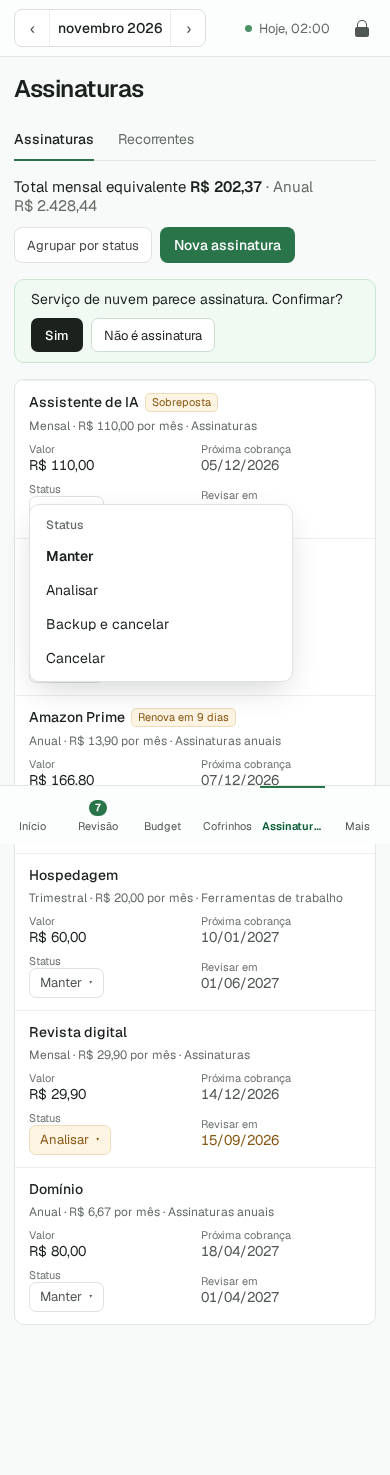 ‹ novembro 2026 › Hoje, 02:00
Assinaturas
Assinaturas Recorrentes
Total mensal equivalente R$ 202,37 · Anual
R$ 2.428,44
Agrupar por status Nova assinatura
Serviço de nuvem parece assinatura. Confirmar?
Sim Não é assinatura
Assistente de IA Sobreposta
Mensal · R$ 110,00 por mês · Assinaturas
Valor Próxima cobrança
R$ 110,00 05/12/2026
Status Revisar em
Status
Manter
Analisar
Backup e cancelar
Cancelar
Amazon Prime Renova em 9 dias
Anual · R$ 13,90 por mês · Assinaturas anuais
Valor Próxima cobrança
R$ 166,80 07/12/2026
7
Início Revisão Budget Cofrinhos Assinatur... Mais
Hospedagem
Trimestral · R$ 20,00 por mês · Ferramentas de trabalho
Valor Próxima cobrança
R$ 60,00 10/01/2027
Status Revisar em
Manter 01/06/2027
Revista digital
Mensal · R$ 29,90 por mês · Assinaturas
Valor Próxima cobrança
R$ 29,90 14/12/2026
Status Revisar em
Analisar 15/09/2026
Domínio
Anual · R$ 6,67 por mês · Assinaturas anuais
Valor Próxima cobrança
R$ 80,00 18/04/2027
Status Revisar em
Manter 01/04/2027